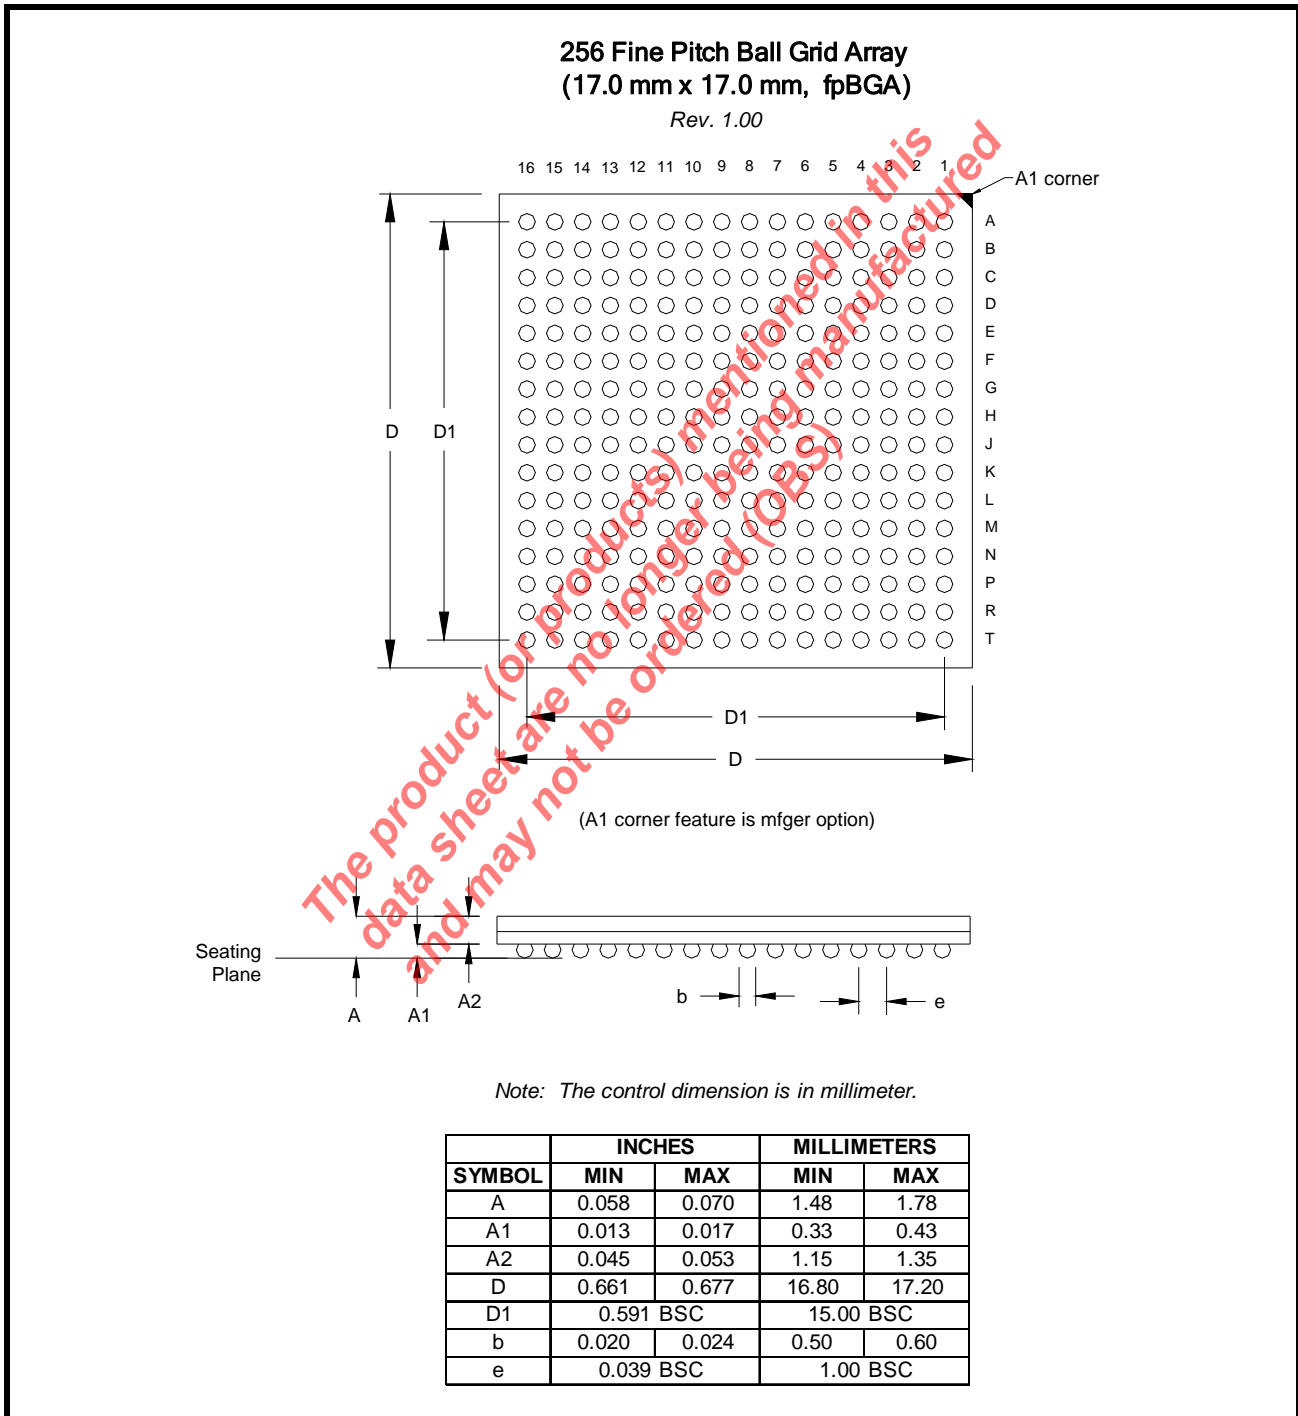 256 Fine Pitch Ball Grid Array
(17.0 mm x 17.0 mm, fpBGA)
Rev. 1.00
16 15 14 13 12 11 10 9 8 7 6 5 4 3 2 1
A1 corner
A
B
C
D
E
F
G
H
D D1
J
K
L
M
N
P
R
T
D1
D
(A1 corner feature is mfger option)
The product (or products) mentioned in this
data sheet are no longer being manufactured
and may not be ordered (OBS)
Seating
Plane
A A1 A2
b e
Note: The control dimension is in millimeter.
INCHES MILLIMETERS
SYMBOL MIN MAX MIN MAX
A 0.058 0.070 1.48 1.78
A1 0.013 0.017 0.33 0.43
A2 0.045 0.053 1.15 1.35
D 0.661 0.677 16.80 17.20
D1 0.591 BSC 15.00 BSC
b 0.020 0.024 0.50 0.60
e 0.039 BSC 1.00 BSC